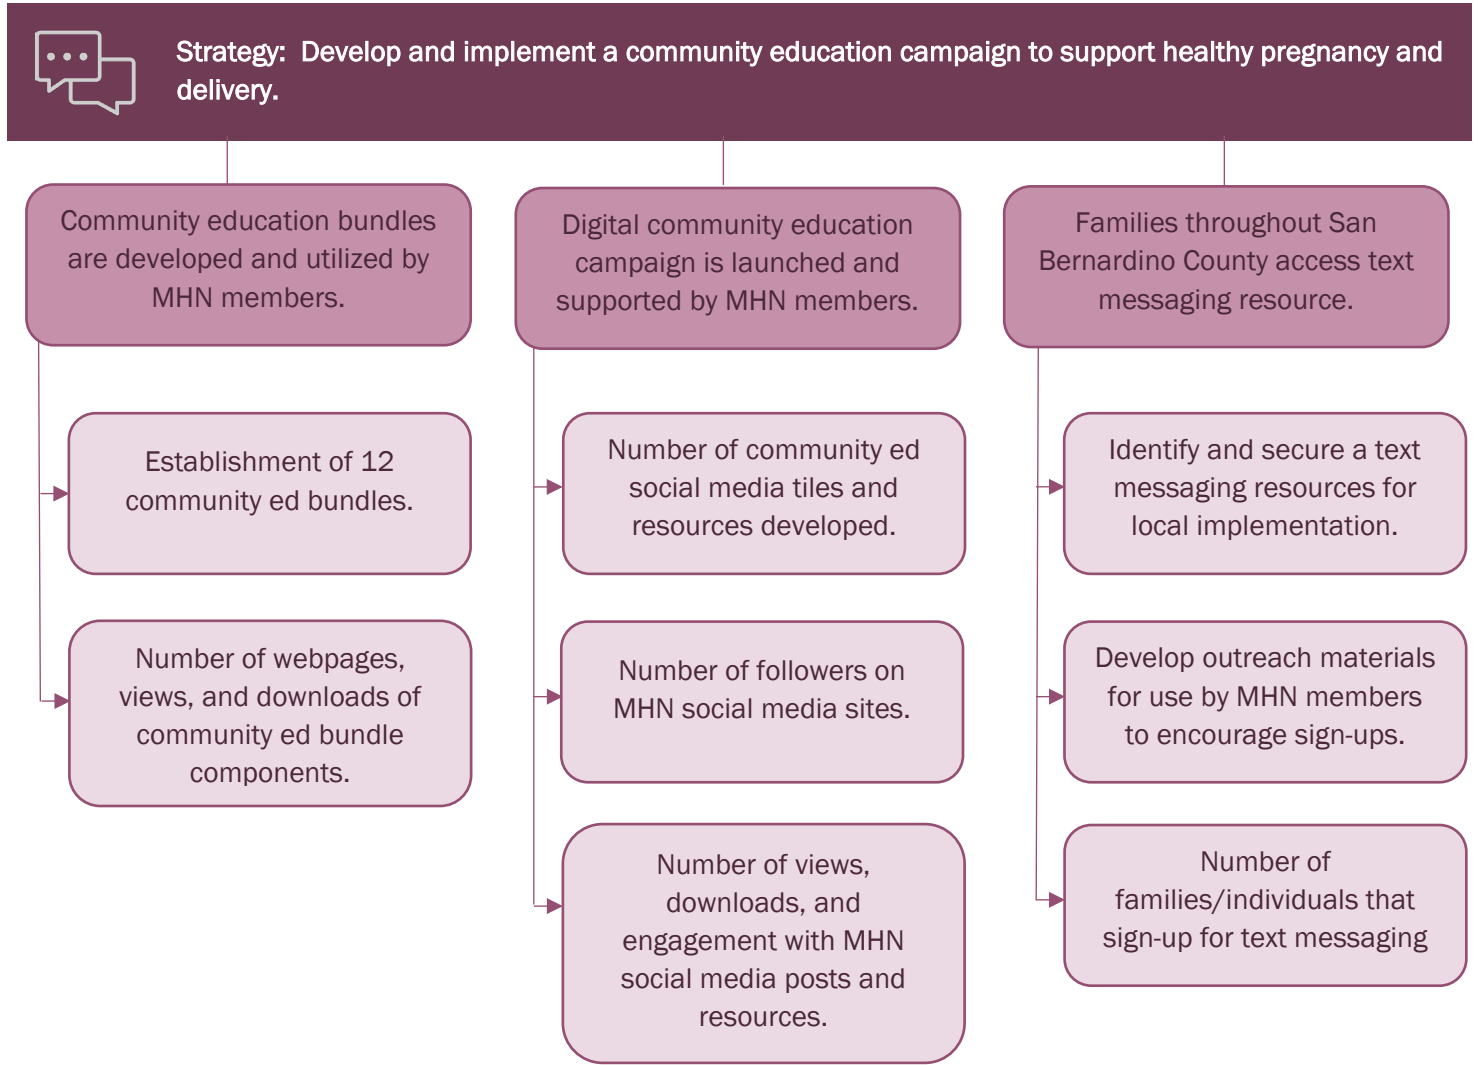 Strategy:  Develop and implement a community education campaign to support healthy pregnancy and
delivery.
Community education bundles
are developed and utilized by
MHN members.
Establishment of 12
community ed bundles.
Number of webpages,
views, and downloads of
community ed bundle
components.
Digital community education
campaign is launched and
supported by MHN members.
Number of community ed
social media tiles and
resources developed.
Number of followers on
MHN social media sites.
Number of views,
downloads, and
engagement with MHN
social media posts and
resources.
Families throughout San
Bernardino County access text
messaging resource.
Identify and secure a text
messaging resources for
local implementation.
Develop outreach materials
for use by MHN members
to encourage sign-ups.
Number of
families/individuals that
sign-up for text messaging